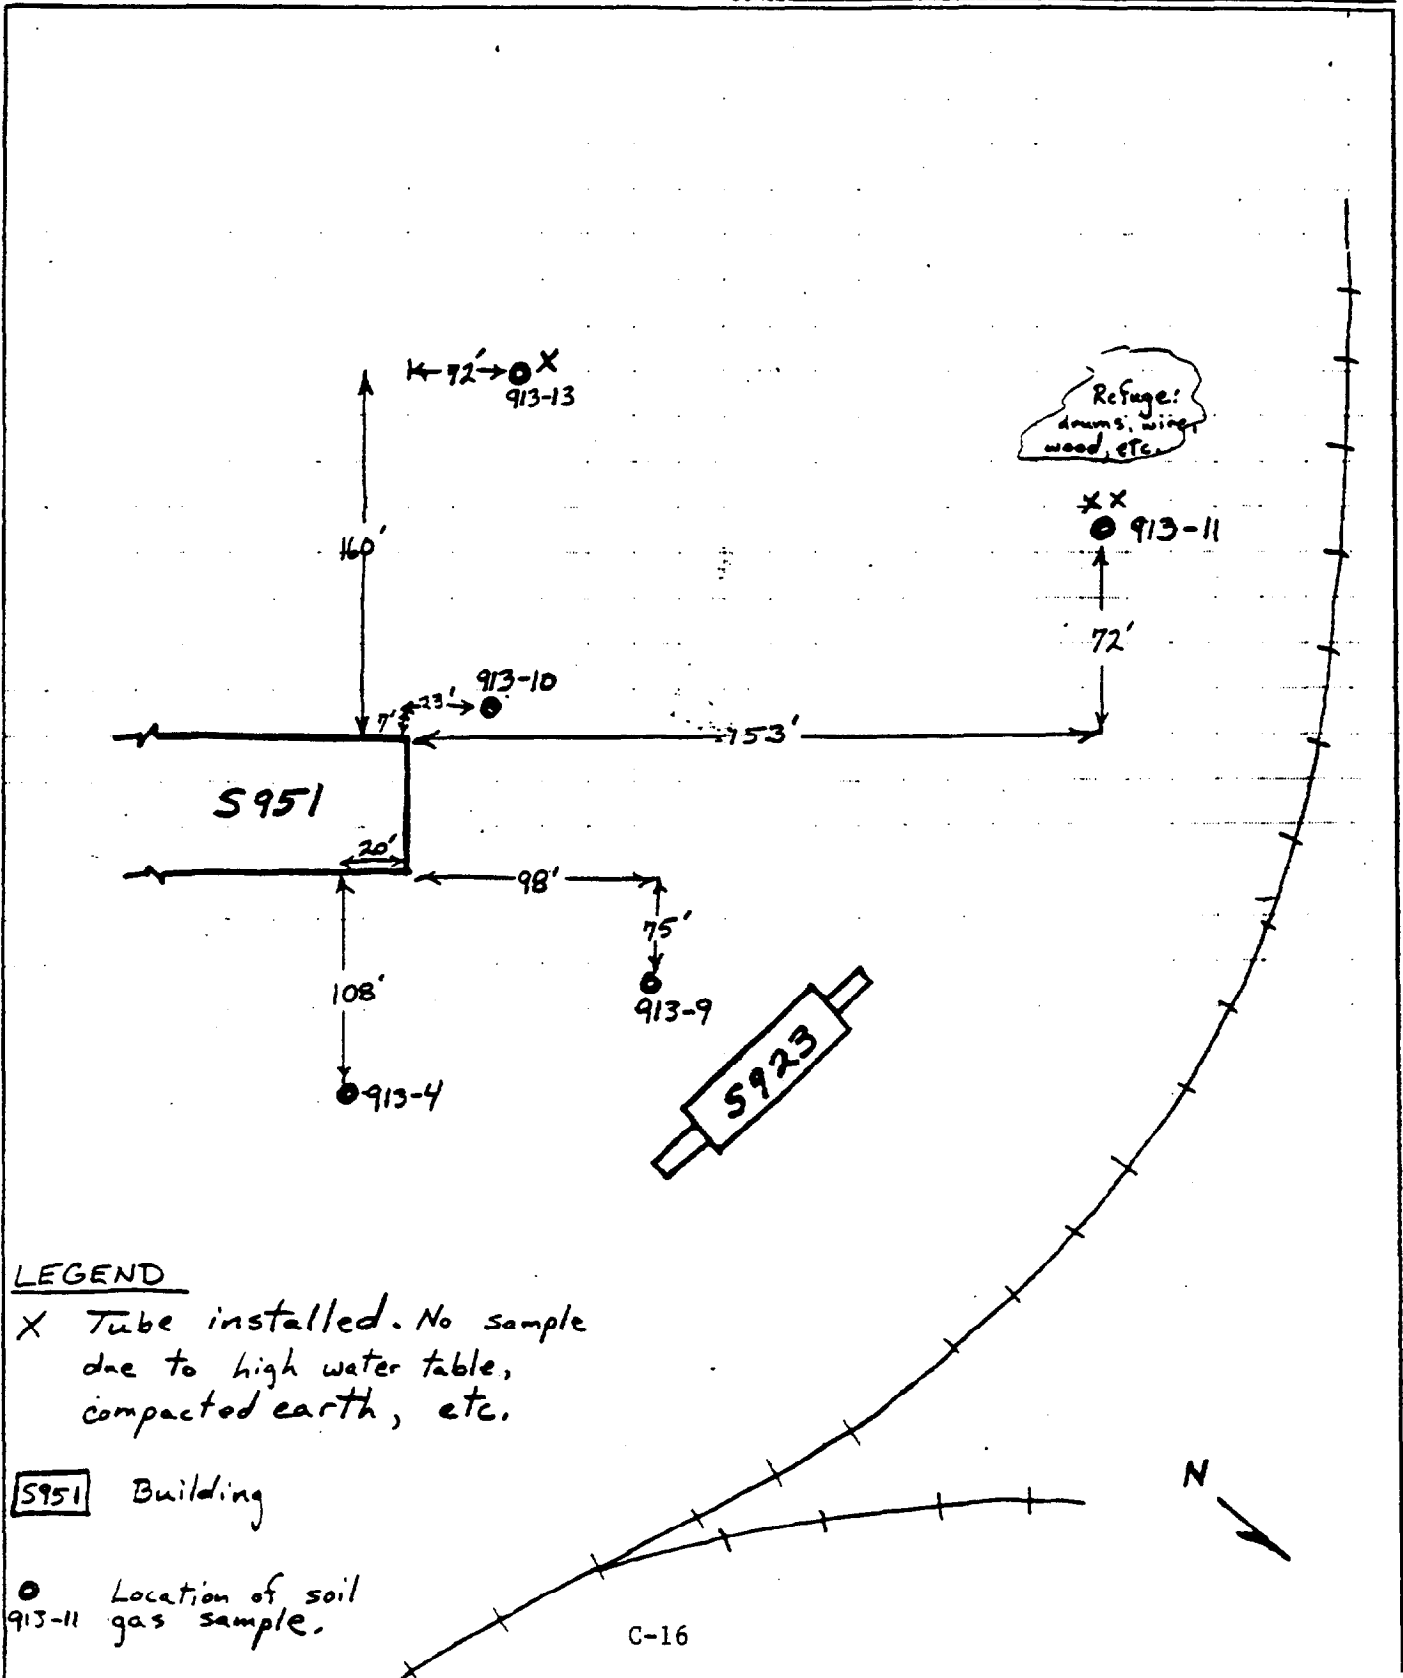 72'
X
913-13
Refuge:
drums, wire,
wood, etc.
X X
913-11
160'
72'
913-10
23'
7'
753'
S951
20'
98'
75'
108'
913-9
913-4
S923
LEGEND
X Tube installed. No sample
due to high water table,
compacted earth, etc.
S951 Building
N
Location of soil
913-11 gas sample.
C-16